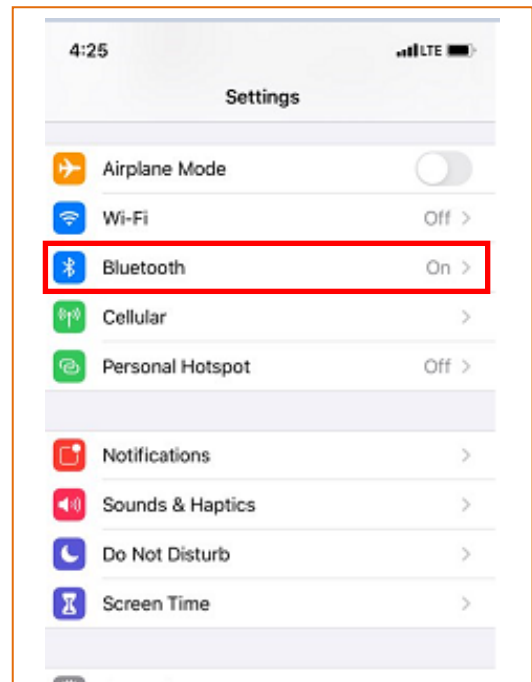 4:25 LTE
Settings
Airplane Mode
Wi-Fi Off
Bluetooth On
Cellular
Personal Hotspot Off
Notifications
Sounds & Haptics
Do Not Disturb
Screen Time